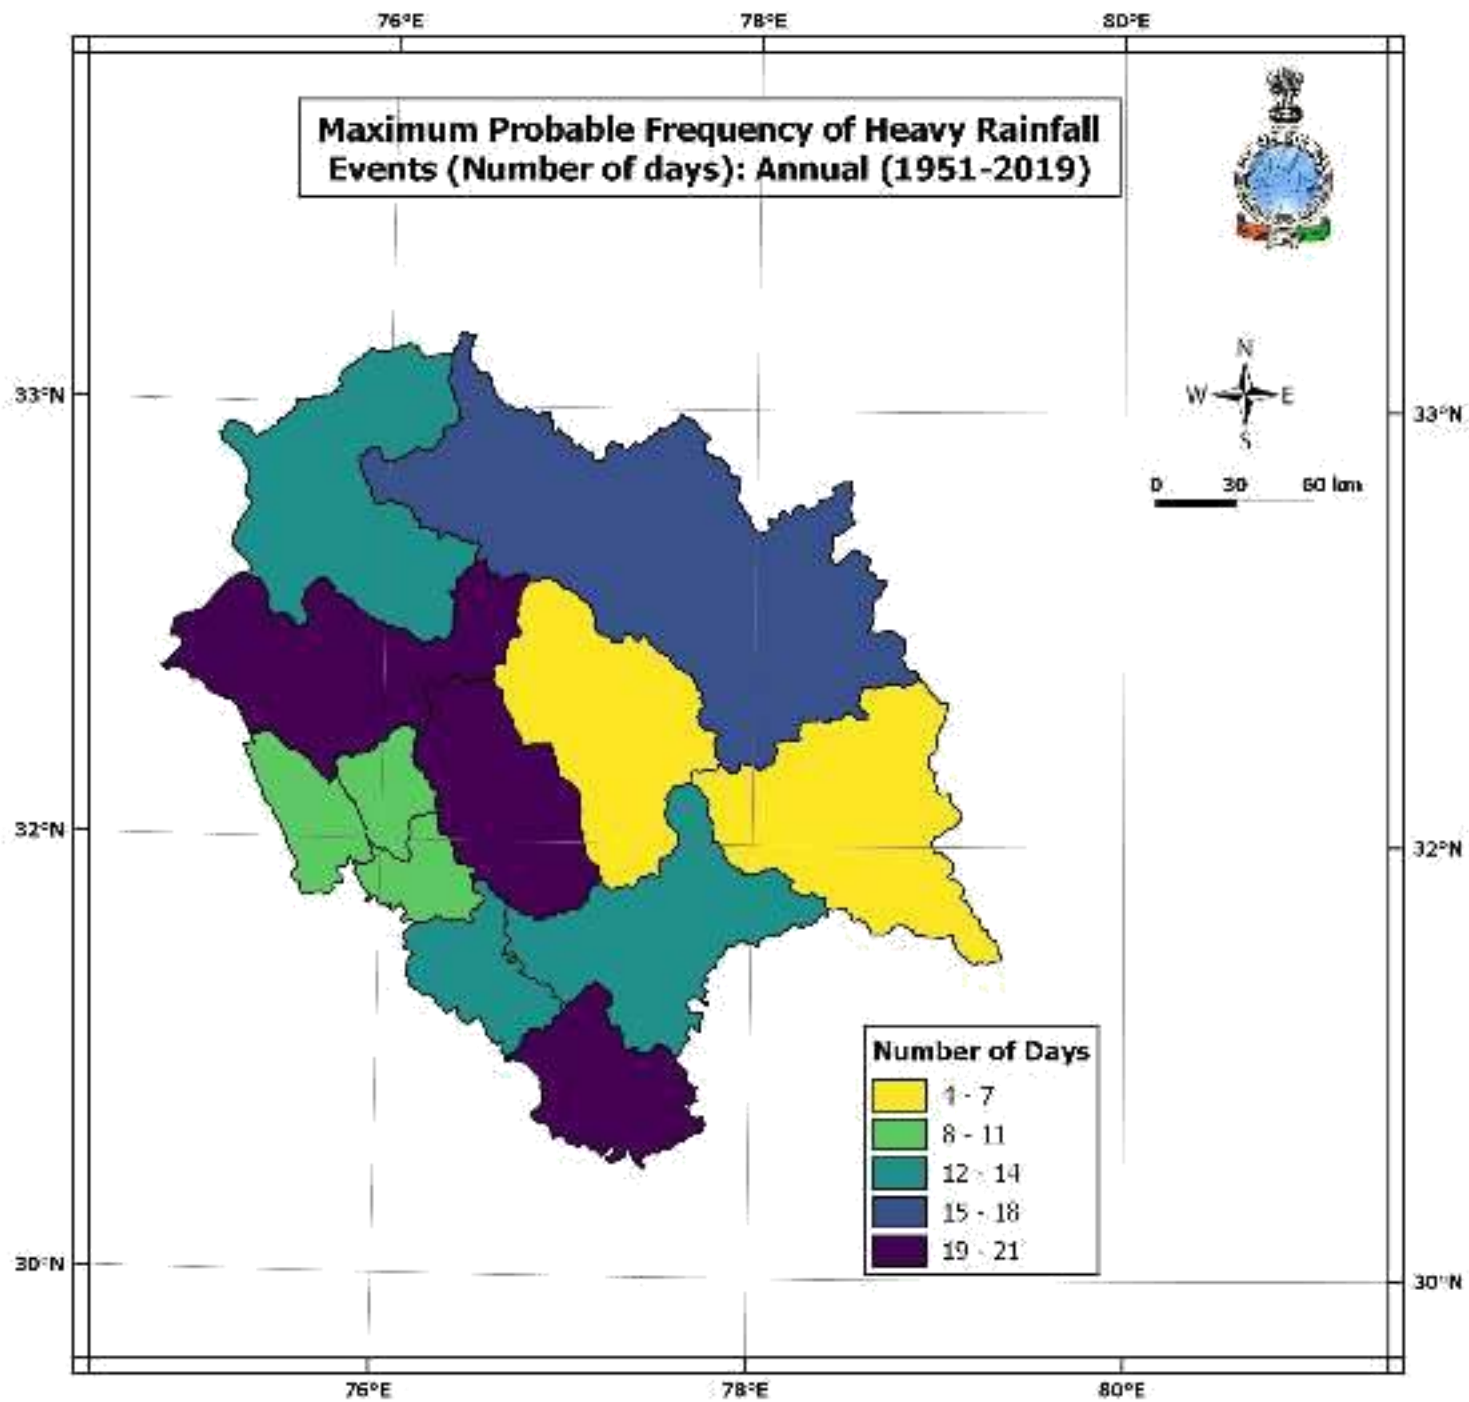 76°E 78°E 80°E
Maximum Probable Frequency of Heavy Rainfall
Events (Number of days): Annual (1951-2019)
N
W E
S
33°N
33°N
0 30 60 km
32°N
32°N
Number of Days
4 - 7
8 - 11
12 - 14
15 - 18
19 - 21
30°N
30°N
76°E 78°E 80°E